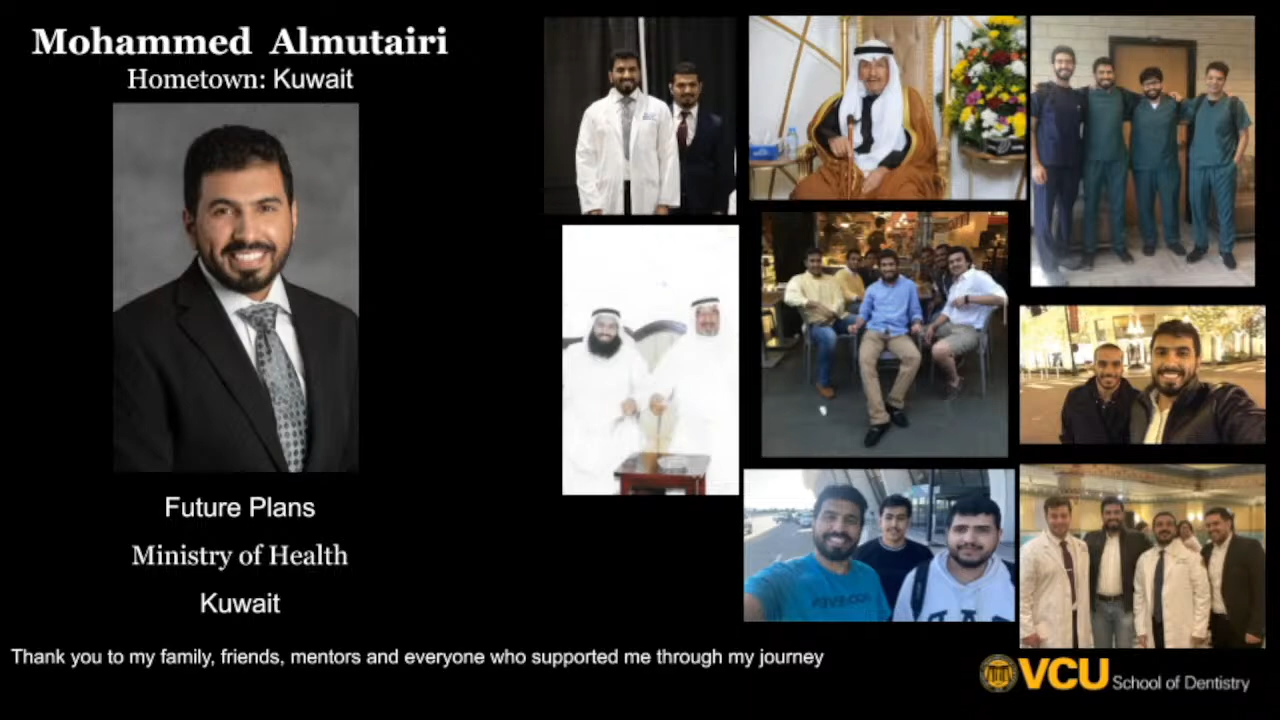 Mohammed Almutairi
Hometown: Kuwait
Future Plans
Ministry of Health
Kuwait
Thank you to my family, friends, mentors and everyone who supported me through my journey
VCU School of Dentistry